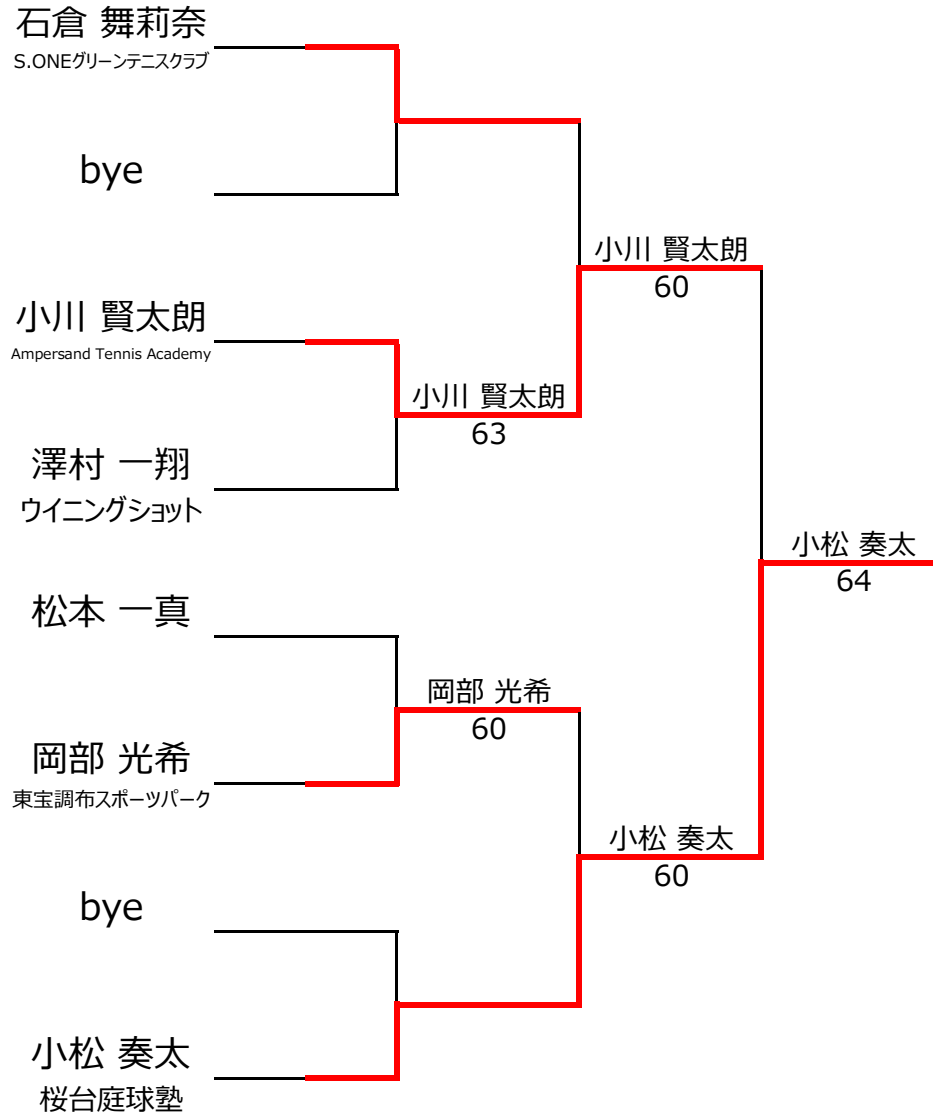 石倉 舞莉奈
S.ONEグリーンテニスクラブ
bye
小川 賢太朗
Ampersand Tennis Academy
澤村 一翔
ウイニングショット
松本 一真
岡部 光希
東宝調布スポーツパーク
bye
小松 奏太
桜台庭球塾
小川 賢太朗
63
岡部 光希
60
小川 賢太朗
60
小松 奏太
60
小松 奏太
64